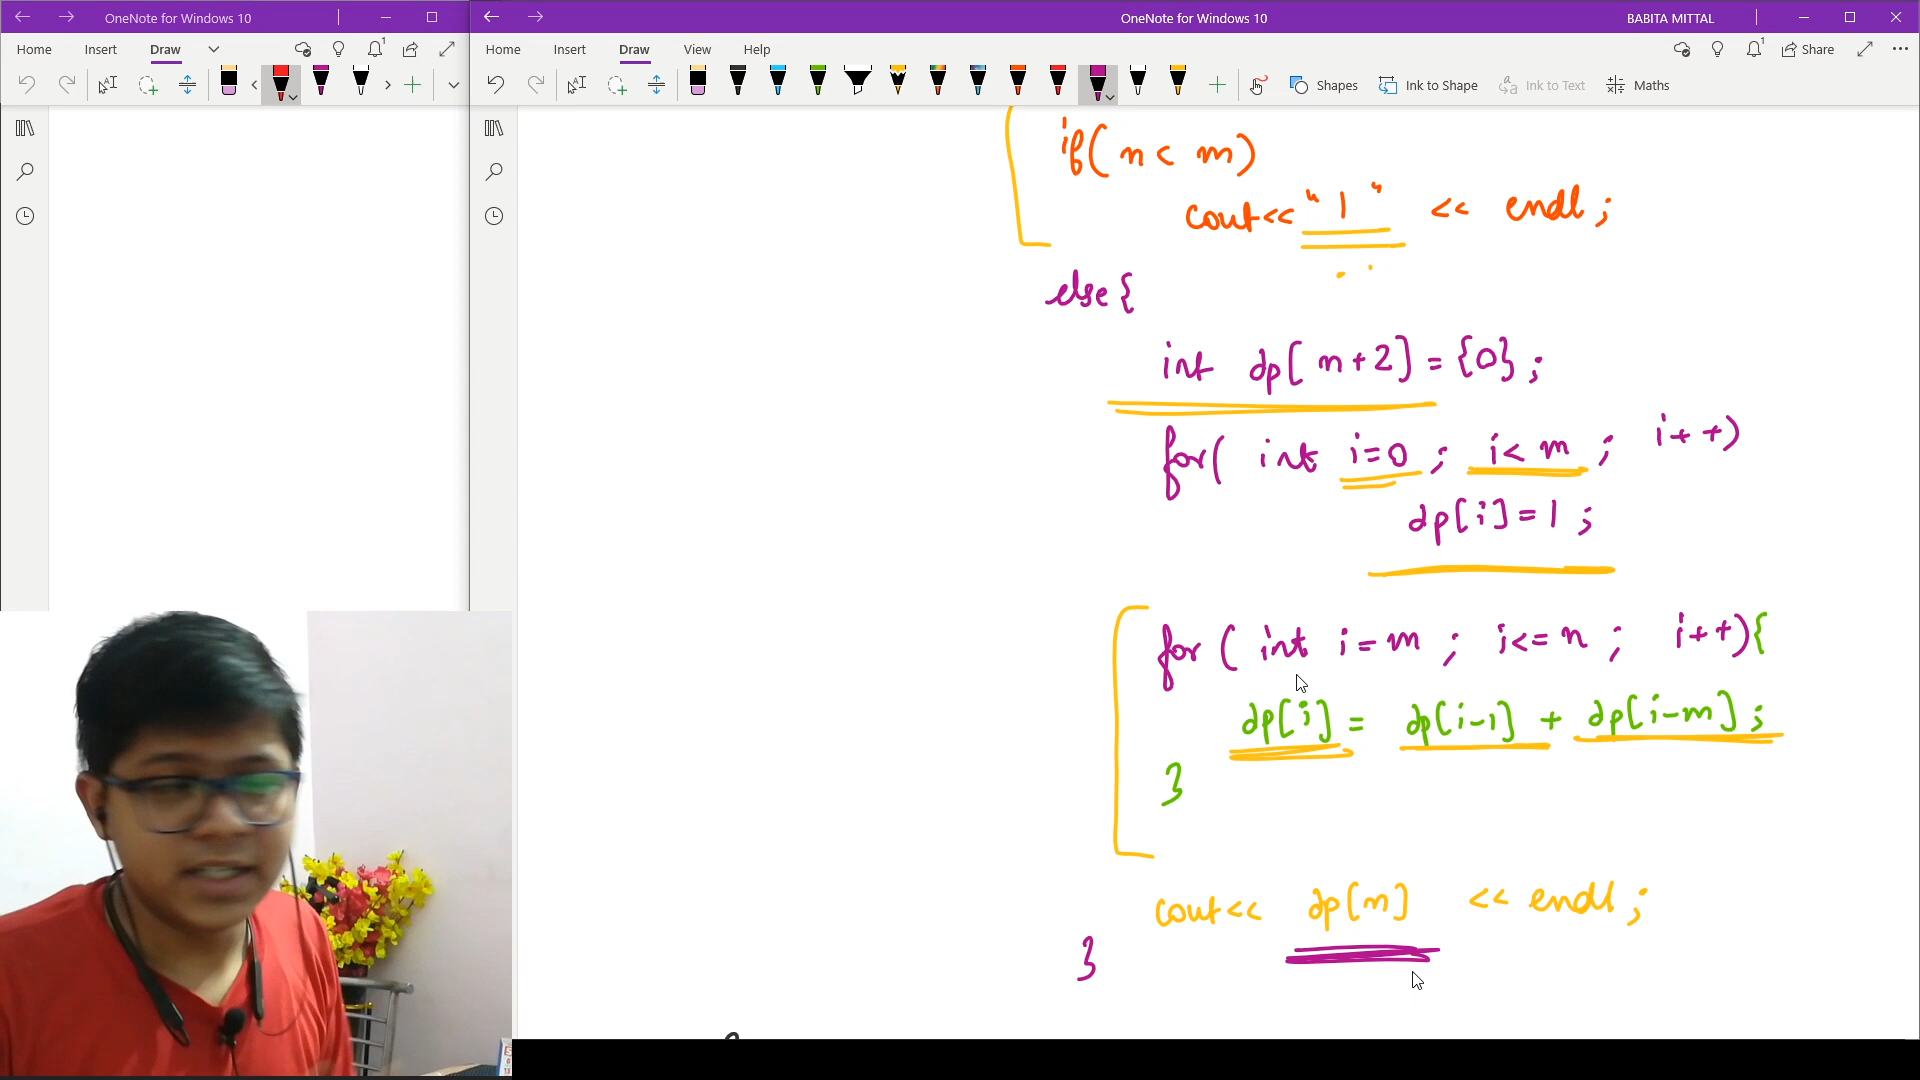 OneNote for Windows 10
OneNote for Windows 10
BABITA MITTAL
Home Insert Draw
Home Insert Draw View Help
1
1
Share
Shapes
Ink to Shape
Ink to Text
Maths
if( n < m)
cout<< "1" << endl ;
else {
int dp[ n+2] = {0} ;
for( int i=0 ; i< m ; i++)
dp[i] = 1 ;
for ( int i=m ; i<=n ; i++){
dp[i] = dp[i-1] + dp[i-m] ;
}
cout<< dp[n] << endl ;
}